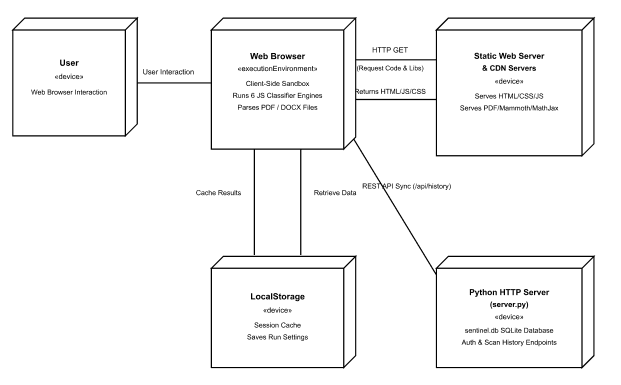 User
«device»
Web Browser Interaction
User Interaction
Web Browser
«executionEnvironment»
Client-Side Sandbox
Runs 6 JS Classifier Engines
Parses PDF / DOCX Files
HTTP GET
(Request Code & Libs)
Returns HTML/JS/CSS
Static Web Server
& CDN Servers
«device»
Serves HTML/CSS/JS
Serves PDF/Mammoth/MathJax
Cache Results
Retrieve Data
REST API Sync (/api/history)
LocalStorage
«device»
Session Cache
Saves Run Settings
Python HTTP Server
(server.py)
«device»
sentinel.db SQLite Database
Auth & Scan History Endpoints